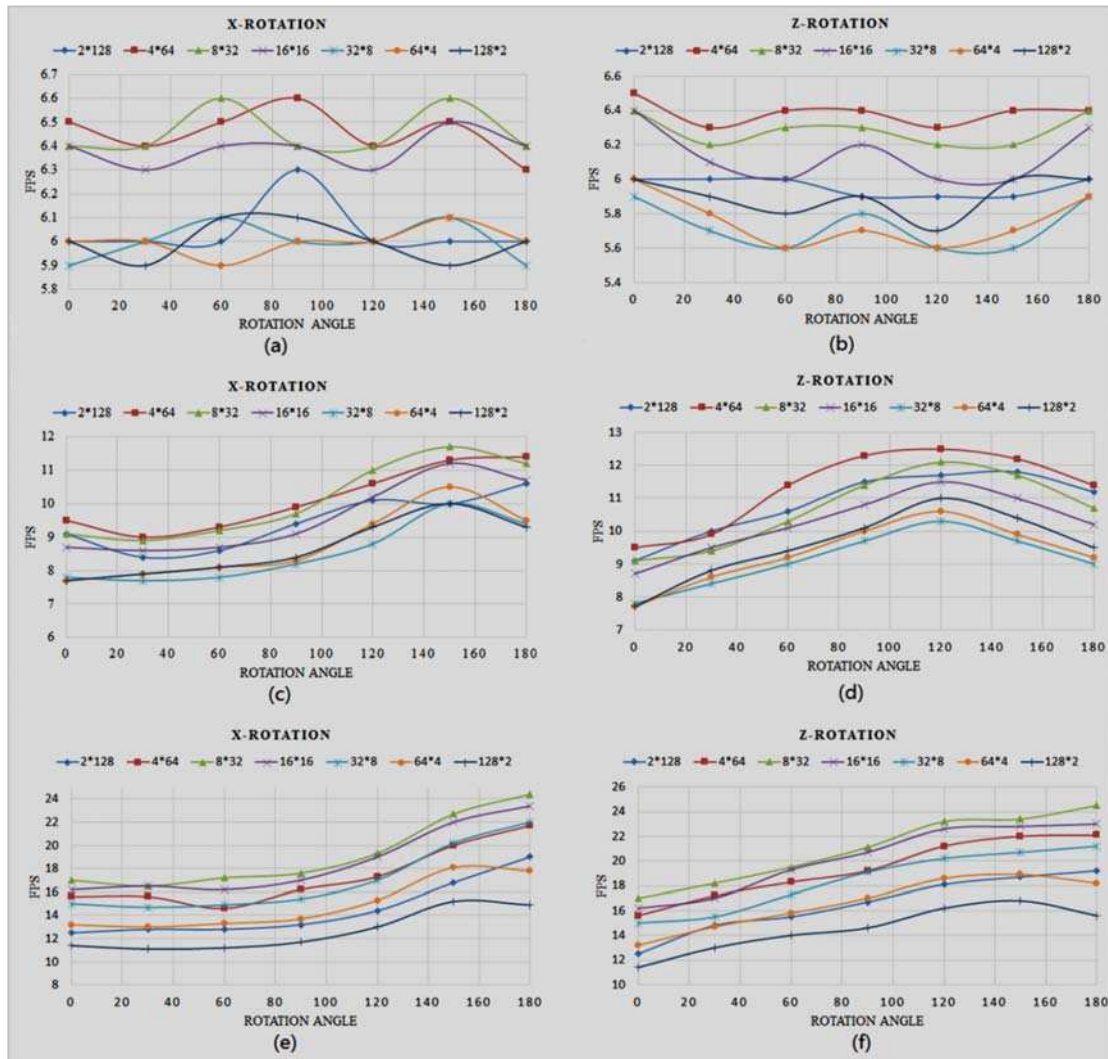 X-ROTATION
2*128 4*64 8*32 16*16 32*8 64*4 128*2
6.7
6.6
6.5
6.4
6.3
6.2
6.1
6
5.9
5.8
FPS
0 20 40 60 80 100 120 140 160 180
ROTATION ANGLE
(a)
Z-ROTATION
2*128 4*64 8*32 16*16 32*8 64*4 128*2
6.6
6.4
6.2
6
5.8
5.6
5.4
FPS
0 20 40 60 80 100 120 140 160 180
ROTATION ANGLE
(b)
X-ROTATION
2*128 4*64 8*32 16*16 32*8 64*4 128*2
12
11
10
9
8
7
6
FPS
0 20 40 60 80 100 120 140 160 180
ROTATION ANGLE
(c)
Z-ROTATION
2*128 4*64 8*32 16*16 32*8 64*4 128*2
13
12
11
10
9
8
7
FPS
0 20 40 60 80 100 120 140 160 180
ROTATION ANGLE
(d)
X-ROTATION
2*128 4*64 8*32 16*16 32*8 64*4 128*2
24
22
20
18
16
14
12
10
8
FPS
0 20 40 60 80 100 120 140 160 180
ROTATION ANGLE
(e)
Z-ROTATION
2*128 4*64 8*32 16*16 32*8 64*4 128*2
26
24
22
20
18
16
14
12
10
FPS
0 20 40 60 80 100 120 140 160 180
ROTATION ANGLE
(f)